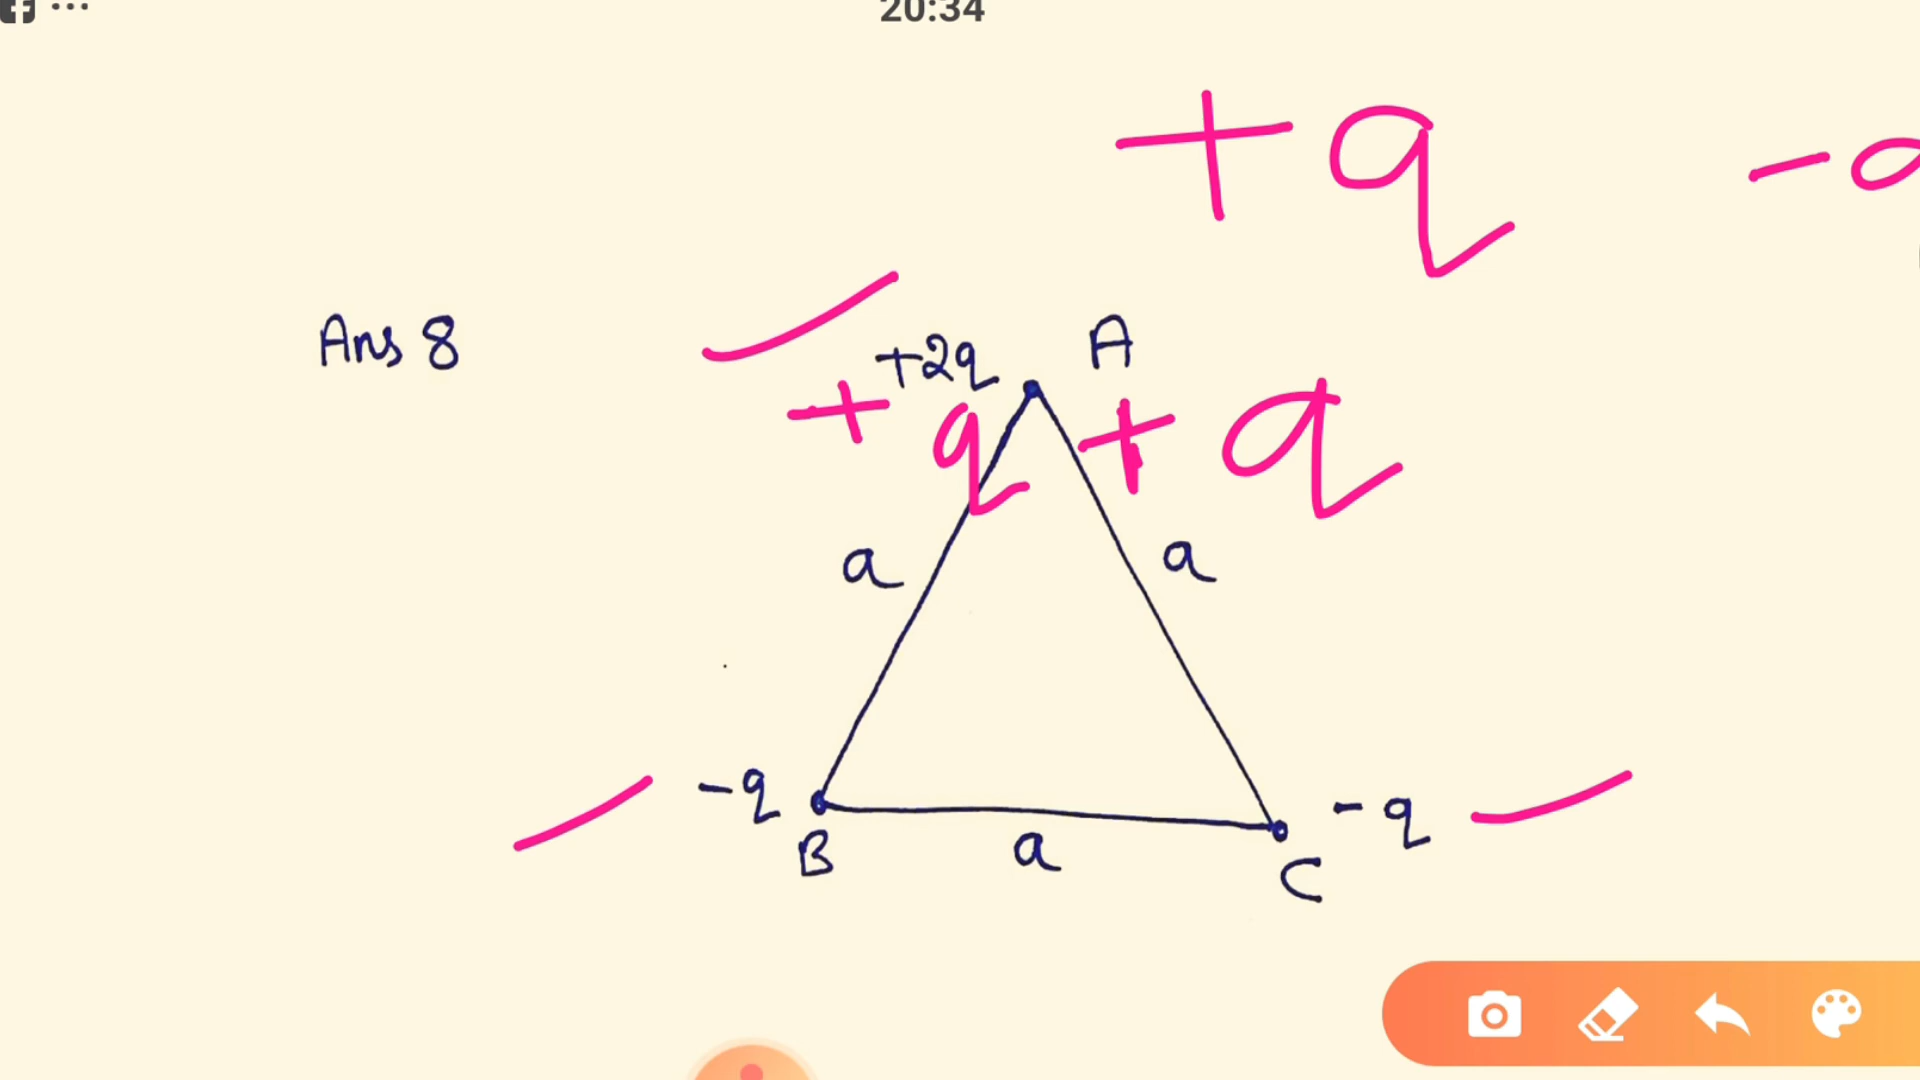 20:34
+q
Ans 8
+2q A
+ q + q
a a
-q -q
B a C